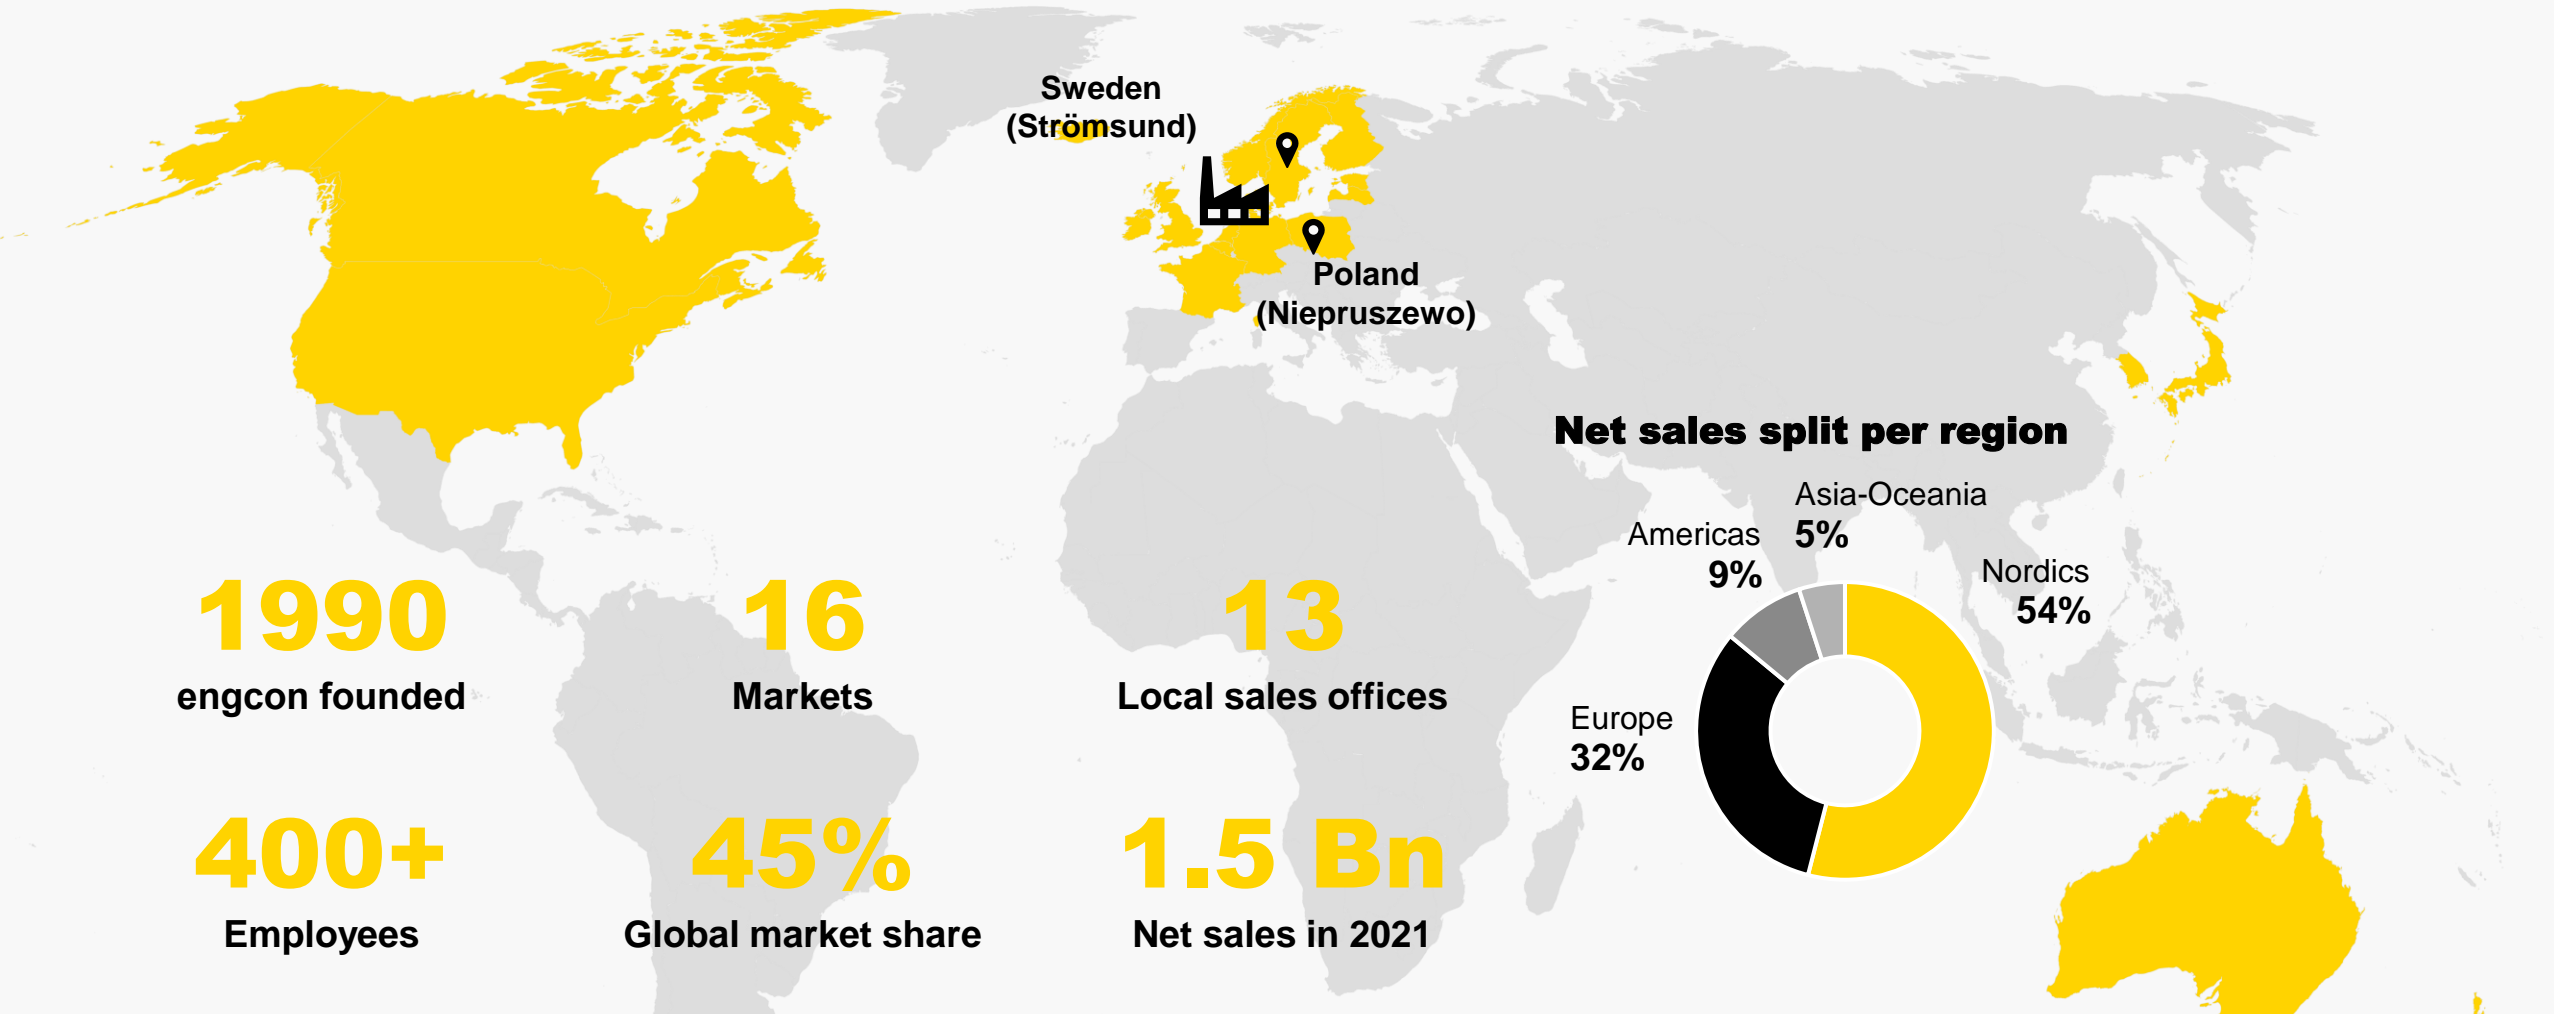 Sweden
(Strömsund)
Poland
(Niepruszewo)
Net sales split per region
Asia-Oceania
5%
Americas
9%
Nordics
54%
Europe
32%
1990
engcon founded
16
Markets
13
Local sales offices
400+
Employees
45%
Global market share
1.5 Bn
Net sales in 2021